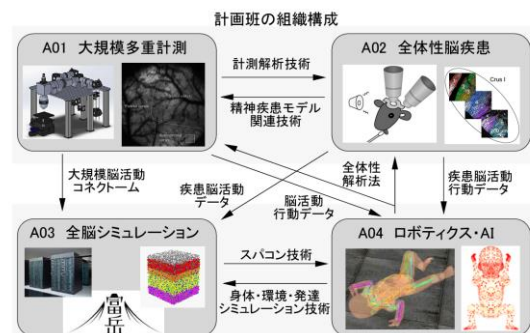 計画班の組織構成
A01 大規模多重計測
A02 全体性脳疾患
計測解析技術
精神疾患モデル
関連技術
Crus I
大規模脳活動
コネクトーム
疾患脳活動
データ
脳活動
行動データ
全体性
解析法
疾患脳活動
行動データ
A03 全脳シミュレーション
A04 ロボティクス・AI
スパコン技術
身体・環境・発達
シミュレーション技術
富岳